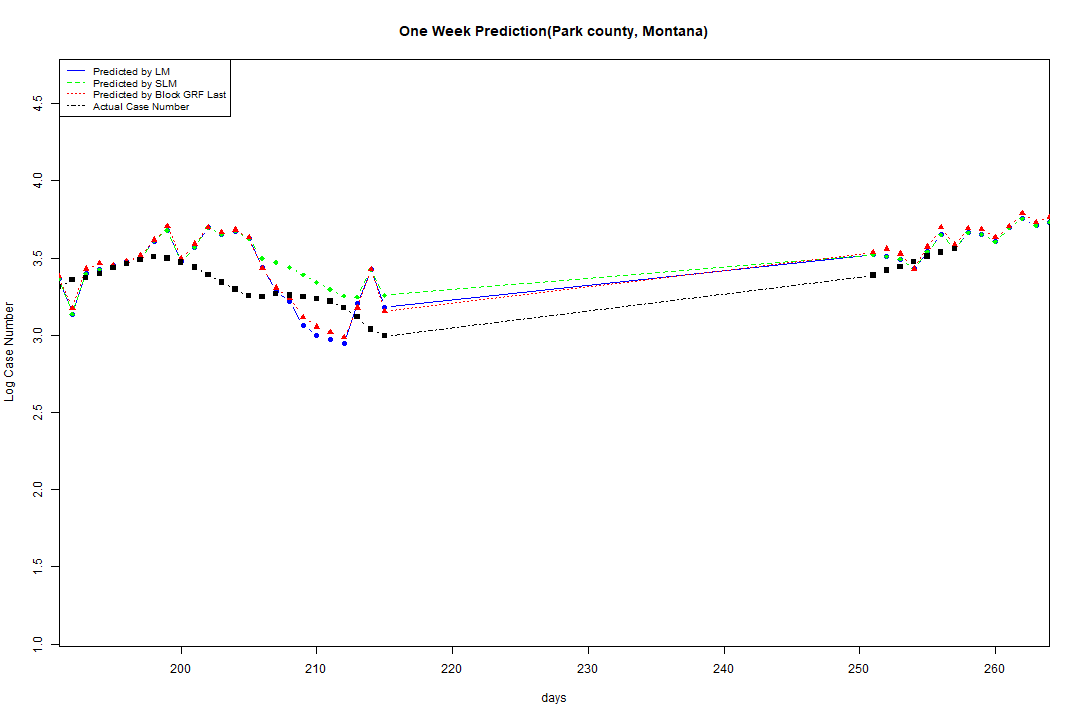 One Week Prediction(Park county, Montana)
Predicted by LM
Predicted by SLM
Predicted by Block GRF Last
Actual Case Number
4.5
4.0
3.5
3.0
2.5
2.0
1.5
1.0
Log Case Number
200
210
220
230
240
250
260
days